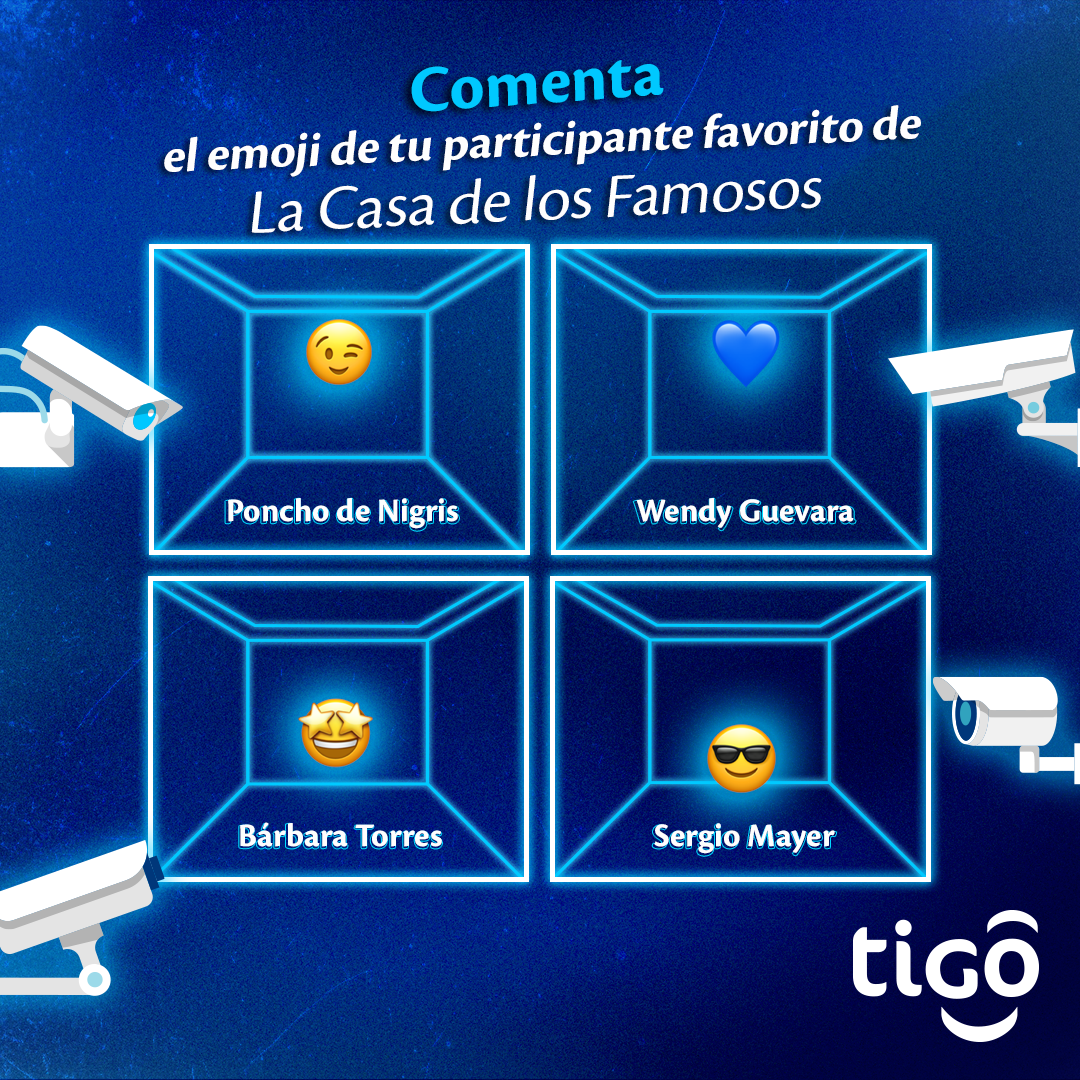 Comenta
el emoji de tu participante favorito de
La Casa de los Famosos
Poncho de Nigris
Wendy Guevara
Bárbara Torres
Sergio Mayer
tigo